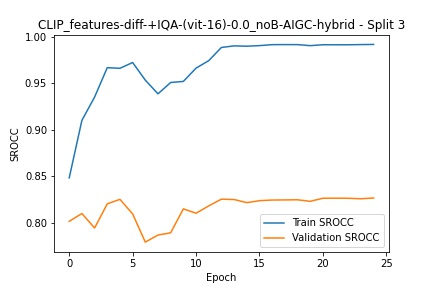 CLIP_features-diff-+IQA-(vit-16)-0.0_noB-AIGC-hybrid - Split 3
1.00
0.95
0.90
0.85
0.80
SROCC
Train SROCC
Validation SROCC
0 5 10 15 20 25
Epoch